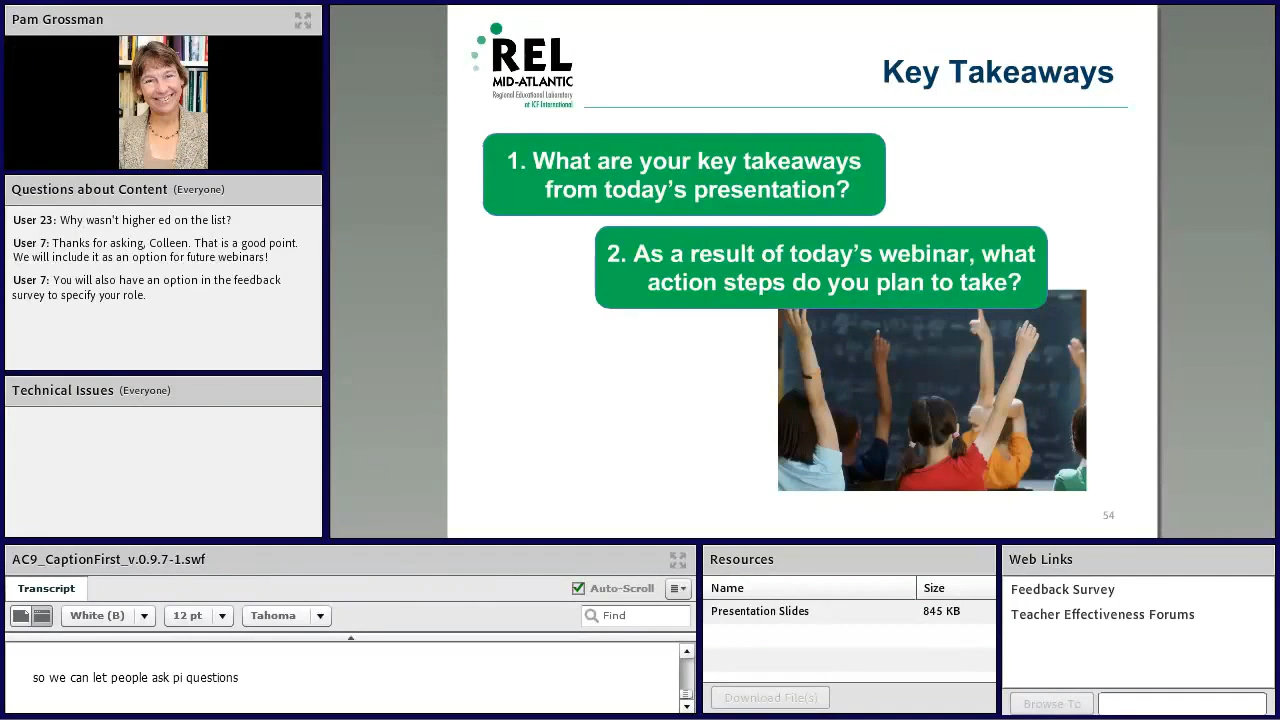 Pam Grossman
Questions about Content (Everyone)
User 23: Why wasn't higher ed on the list?
User 7: Thanks for asking, Colleen. That is a good point.
We will include it as an option for future webinars!
User 7: You will also have an option in the feedback
survey to specify your role.
Technical Issues (Everyone)
REL
MID-ATLANTIC
Regional Educational Laboratory
at ICF International
Key Takeaways
1. What are your key takeaways
from today's presentation?
2. As a result of today's webinar, what
action steps do you plan to take?
54
AC9_CaptionFirst_v.0.9.7-1.swf
Transcript
Auto-Scroll
White (B)
12 pt
Tahoma
Find
so we can let people ask pi questions
Resources
Name Size
Presentation Slides 845 KB
Download File(s)
Web Links
Feedback Survey
Teacher Effectiveness Forums
Browse To